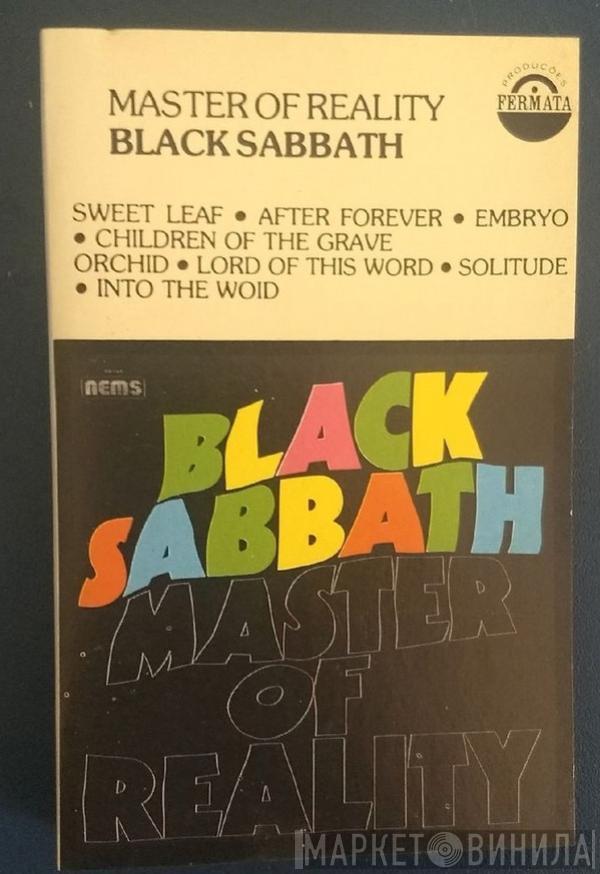 PRODUCÕES
FERMATA
MASTER OF REALITY
BLACK SABBATH
SWEET LEAF • AFTER FOREVER • EMBRYO
• CHILDREN OF THE GRAVE
ORCHID • LORD OF THIS WORD • SOLITUDE
• INTO THE WOID
nems
BLACK
SABBATH
MASTER
OF
REALITY
МАРКЕТ ВИНИЛА